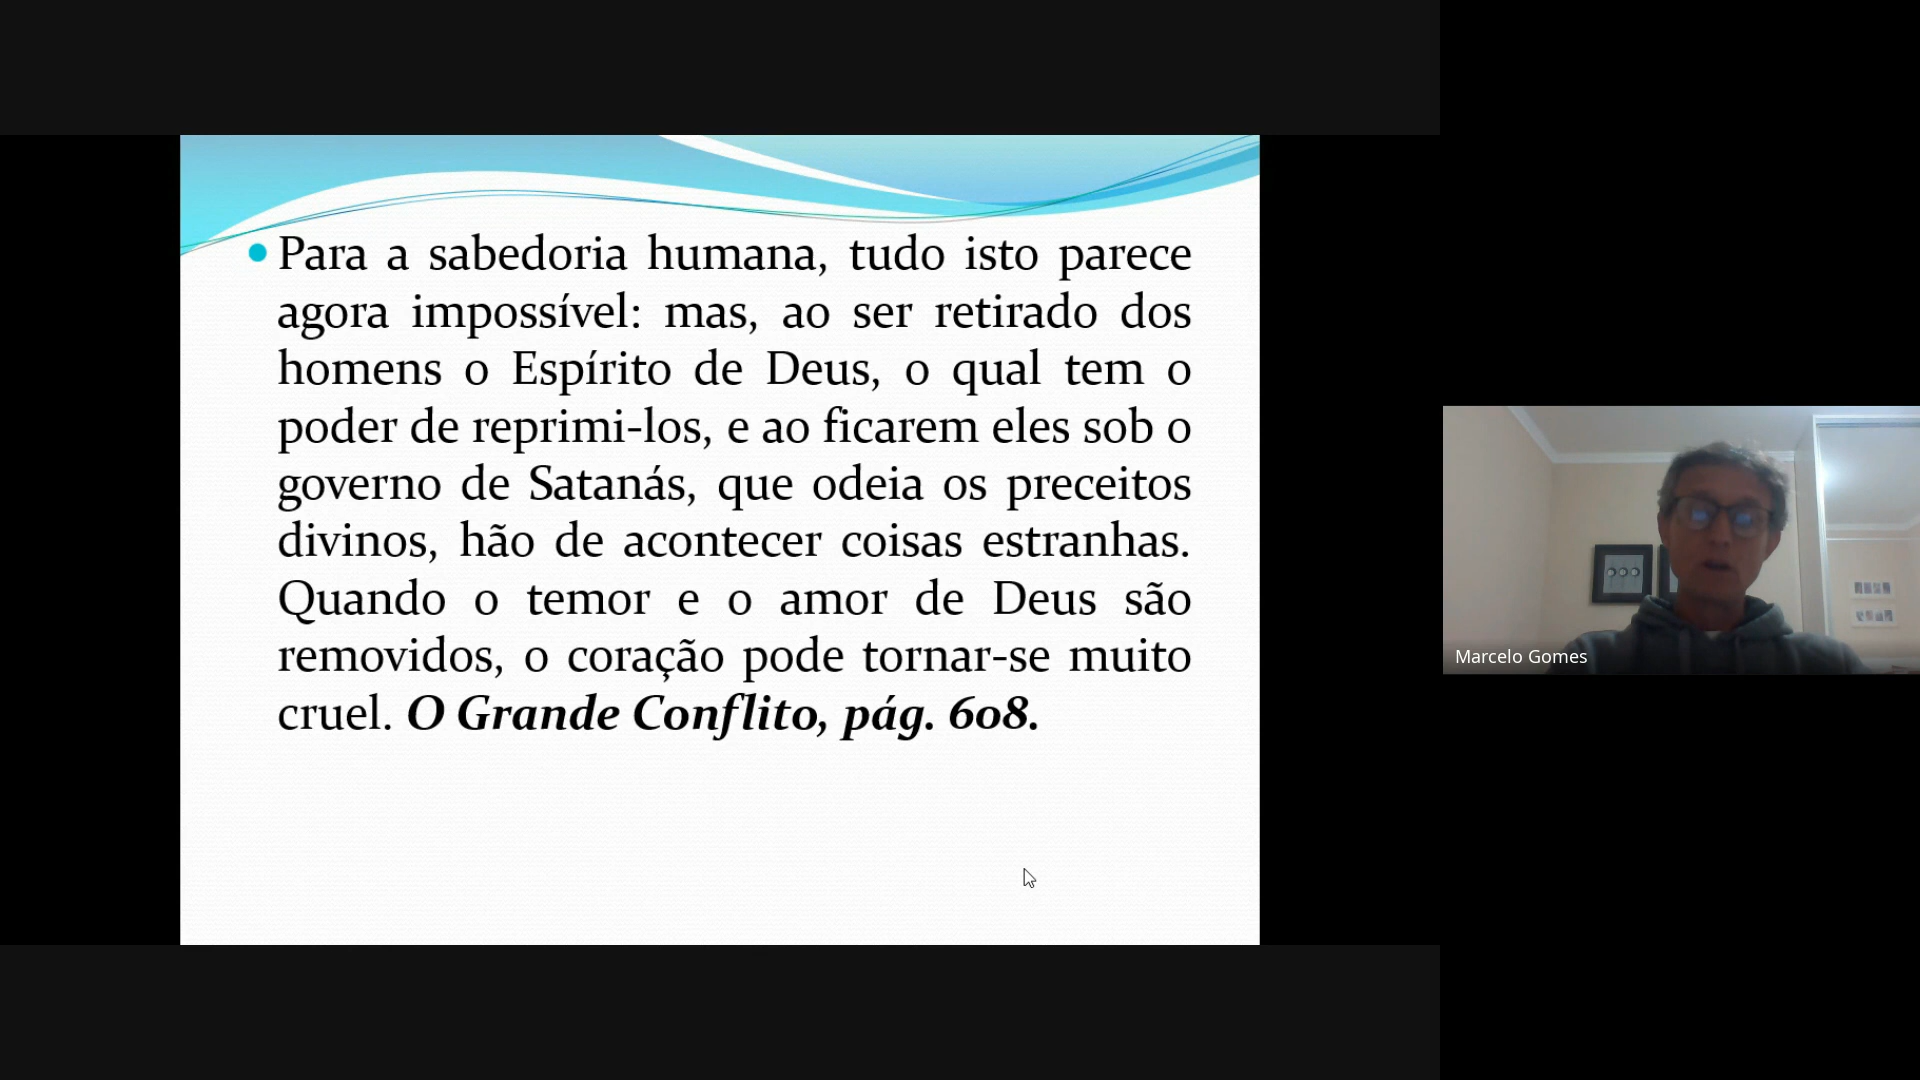 Para a sabedoria humana, tudo isto parece
agora impossível: mas, ao ser retirado dos
homens o Espírito de Deus, o qual tem o
poder de reprimi-los, e ao ficarem eles sob o
governo de Satanás, que odeia os preceitos
divinos, hão de acontecer coisas estranhas.
Quando o temor e o amor de Deus são
removidos, o coração pode tornar-se muito
cruel. O Grande Conflito, pág. 608.
Marcelo Gomes